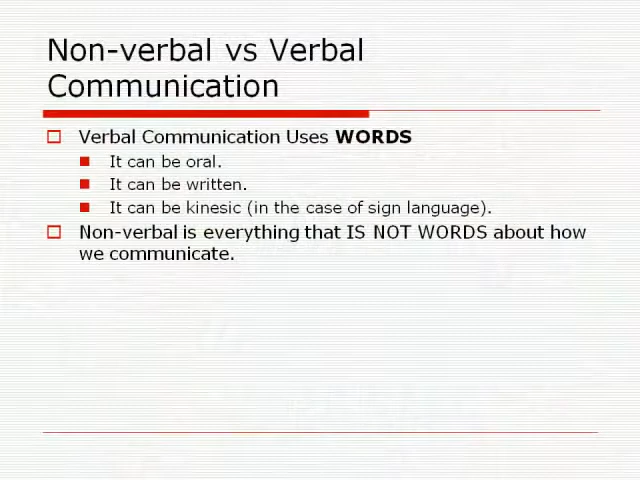 Non-verbal vs Verbal
Communication
Verbal Communication Uses WORDS
It can be oral.
It can be written.
It can be kinesic (in the case of sign language).
Non-verbal is everything that IS NOT WORDS about how
we communicate.